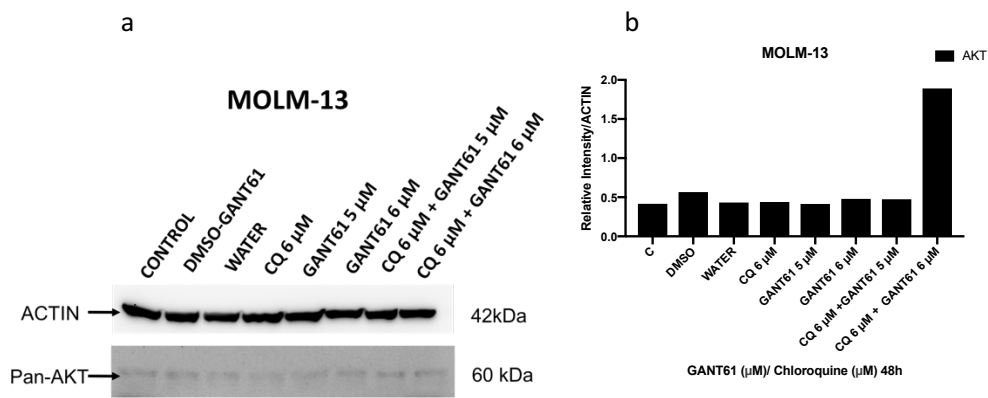 a
MOLM-13
CONTROL
DMSO-GANT61
WATER
CQ 6 µM
GANT61 5 µM
GANT61 6 µM
CQ 6 µM + GANT61 5 µM
CQ 6 µM + GANT61 6 µM
ACTIN
42kDa
Pan-AKT
60 kDa
b
MOLM-13
AKT
Relative Intensity/ACTIN
2.0
1.5
1.0
0.5
0.0
C
DMSO
WATER
CQ 6 µM
GANT61 5 µM
GANT61 6 µM
CQ 6 µM +GANT61 5 µM
CQ 6 µM + GANT61 6 µM
GANT61 (µM)/ Chloroquine (µM) 48h